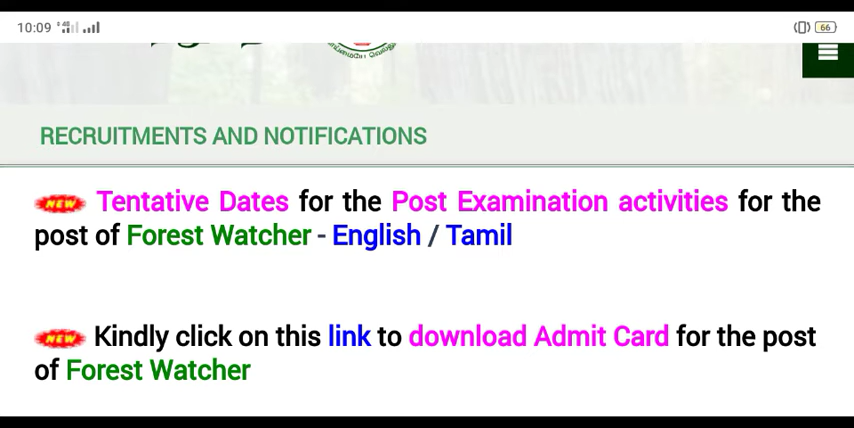 10:09
66
RECRUITMENTS AND NOTIFICATIONS
NEW Tentative Dates for the Post Examination activities for the
post of Forest Watcher - English / Tamil
NEW Kindly click on this link to download Admit Card for the post
of Forest Watcher